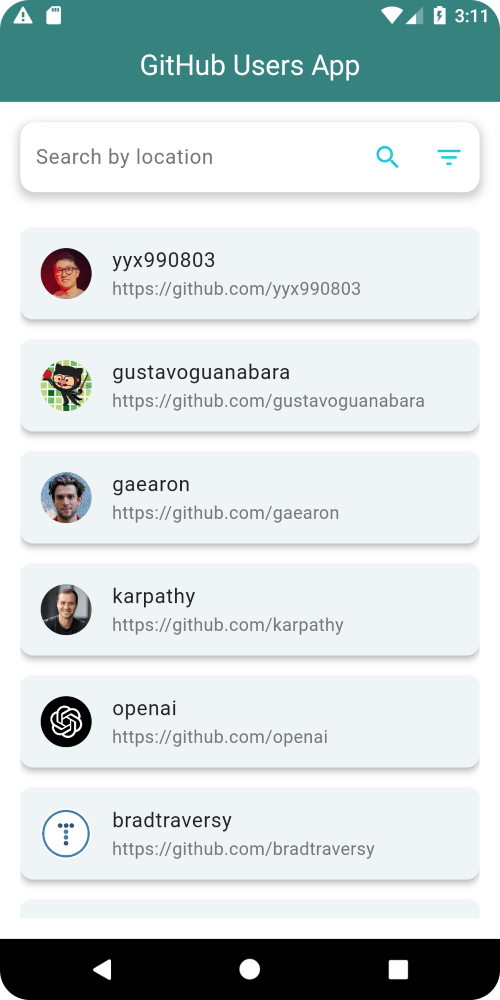 3:11
GitHub Users App
Search by location
yyx990803
https://github.com/yyx990803
gustavoguanabara
https://github.com/gustavoguanabara
gaearon
https://github.com/gaearon
karpathy
https://github.com/karpathy
openai
https://github.com/openai
bradtraversy
https://github.com/bradtraversy